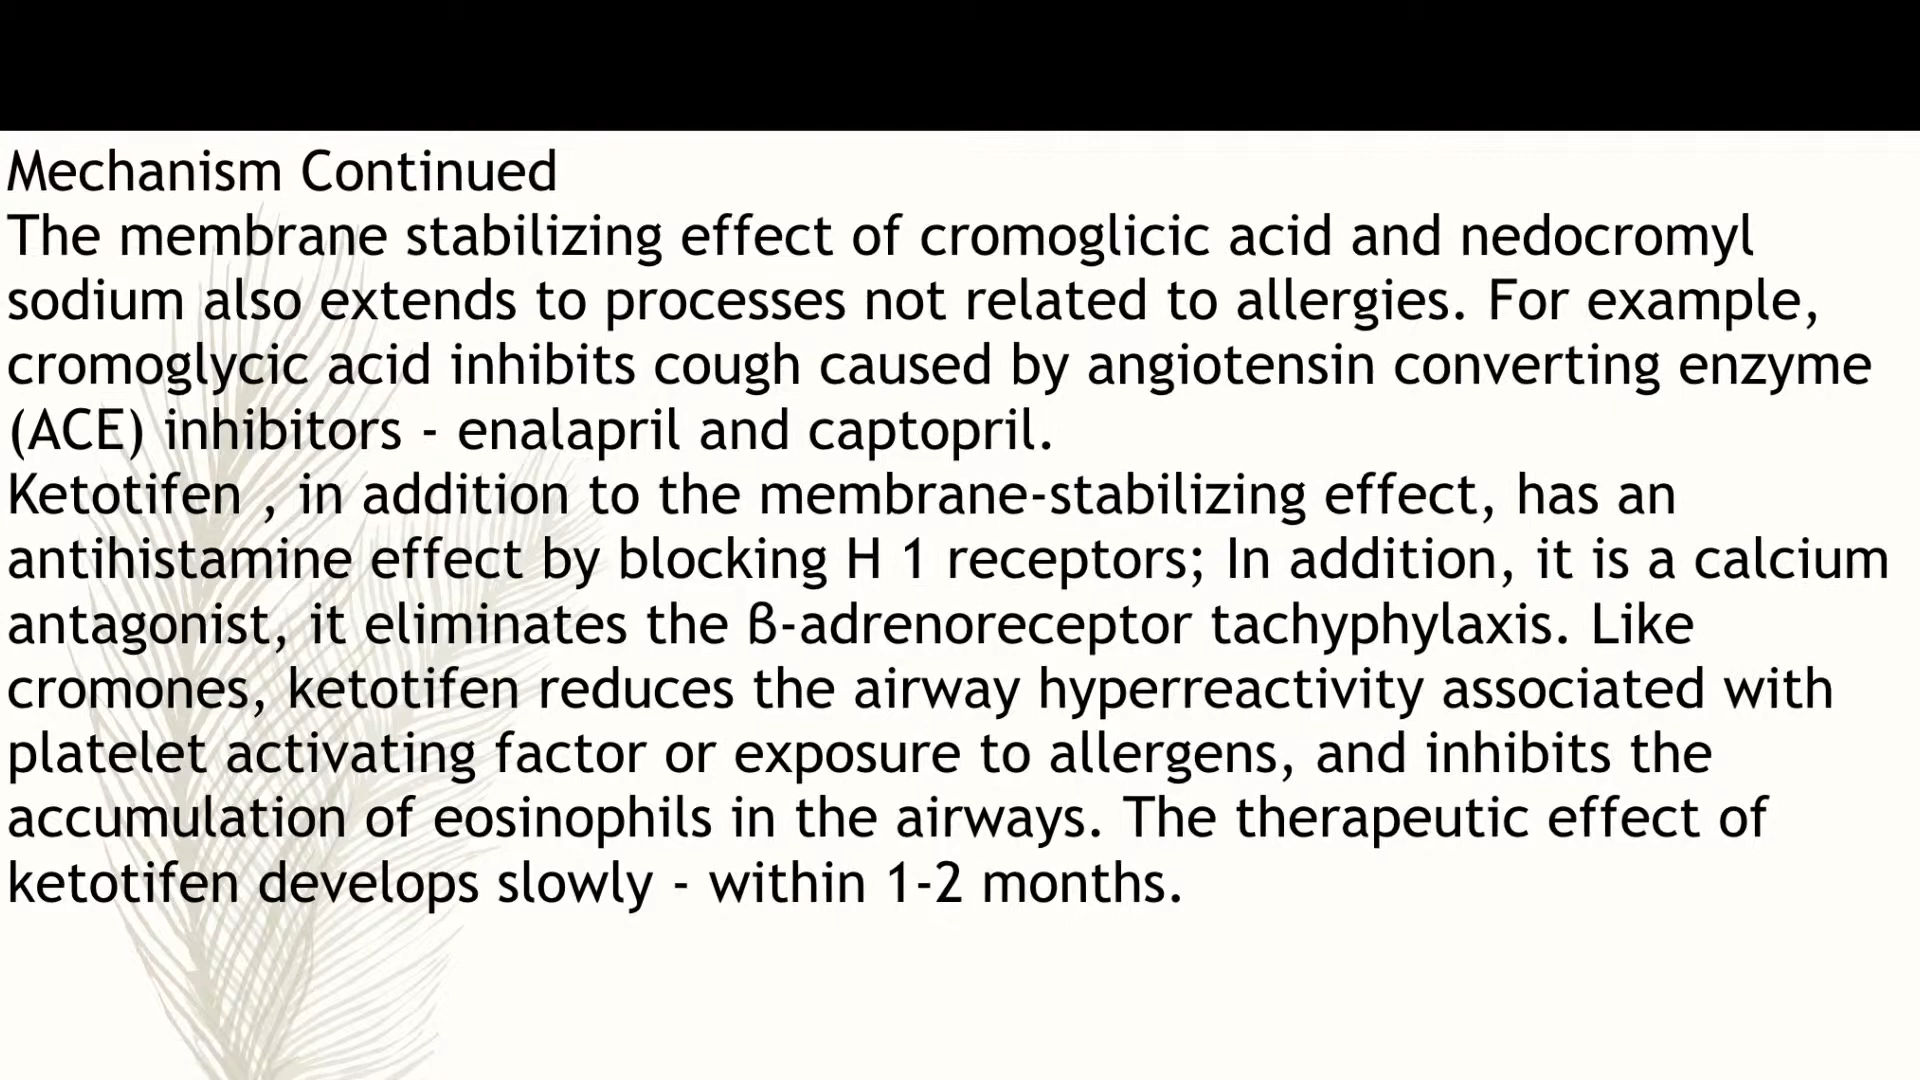 Mechanism Continued
The membrane stabilizing effect of cromoglicic acid and nedocromyl
sodium also extends to processes not related to allergies. For example,
cromoglycic acid inhibits cough caused by angiotensin converting enzyme
(ACE) inhibitors - enalapril and captopril.
Ketotifen , in addition to the membrane-stabilizing effect, has an
antihistamine effect by blocking H 1 receptors; In addition, it is a calcium
antagonist, it eliminates the ß-adrenoreceptor tachyphylaxis. Like
cromones, ketotifen reduces the airway hyperreactivity associated with
platelet activating factor or exposure to allergens, and inhibits the
accumulation of eosinophils in the airways. The therapeutic effect of
ketotifen develops slowly - within 1-2 months.